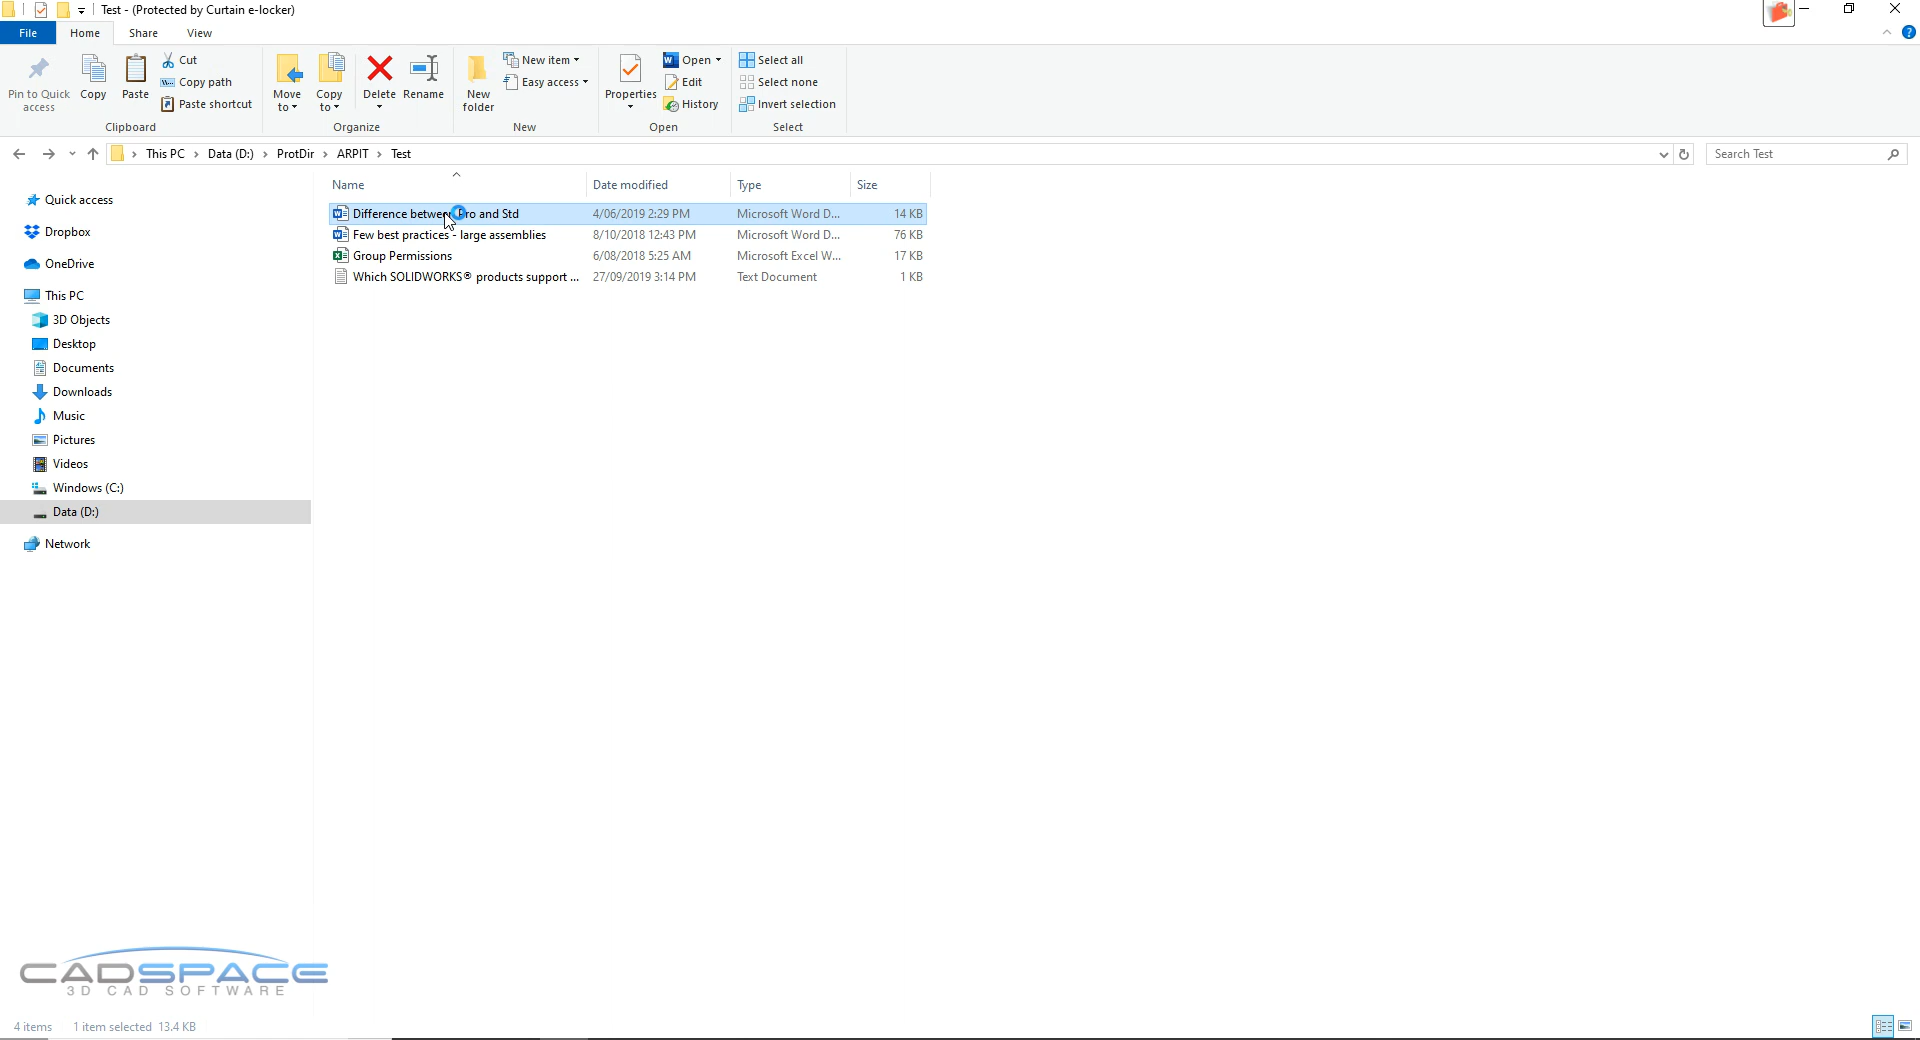 Test - (Protected by Curtain e-locker)
File Home Share View ?
Pin to Quick access
Copy
Paste
Cut
Copy path
Paste shortcut
Clipboard
Move to
Copy to
Delete
Rename
Organize
New folder
New item
Easy access
New
Properties
Open
Edit
History
Open
Select all
Select none
Invert selection
Select
This PC > Data (D:) > ProtDir > ARPIT > Test
Search Test
Name Date modified Type Size
Difference between Pro and Std 4/06/2019 2:29 PM Microsoft Word D... 14 KB
Few best practices - large assemblies 8/10/2018 12:43 PM Microsoft Word D... 76 KB
Group Permissions 6/08/2018 5:25 AM Microsoft Excel W... 17 KB
Which SOLIDWORKS® products support ... 27/09/2019 3:14 PM Text Document 1 KB
Quick access
Dropbox
OneDrive
This PC
3D Objects
Desktop
Documents
Downloads
Music
Pictures
Videos
Windows (C:)
Data (D:)
Network
CADSPACE
3D CAD SOFTWARE
4 items 1 item selected 13.4 KB